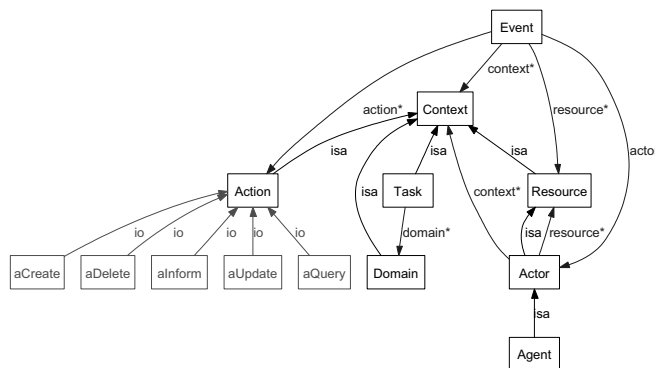 Event
context*
action*
Context
resource*
isa
isa
isa
acto
Action
isa
Task
context*
Resource
io
io
io
io
io
domain*
isa
resource*
aCreate
aDelete
aInform
aUpdate
aQuery
Domain
Actor
isa
Agent